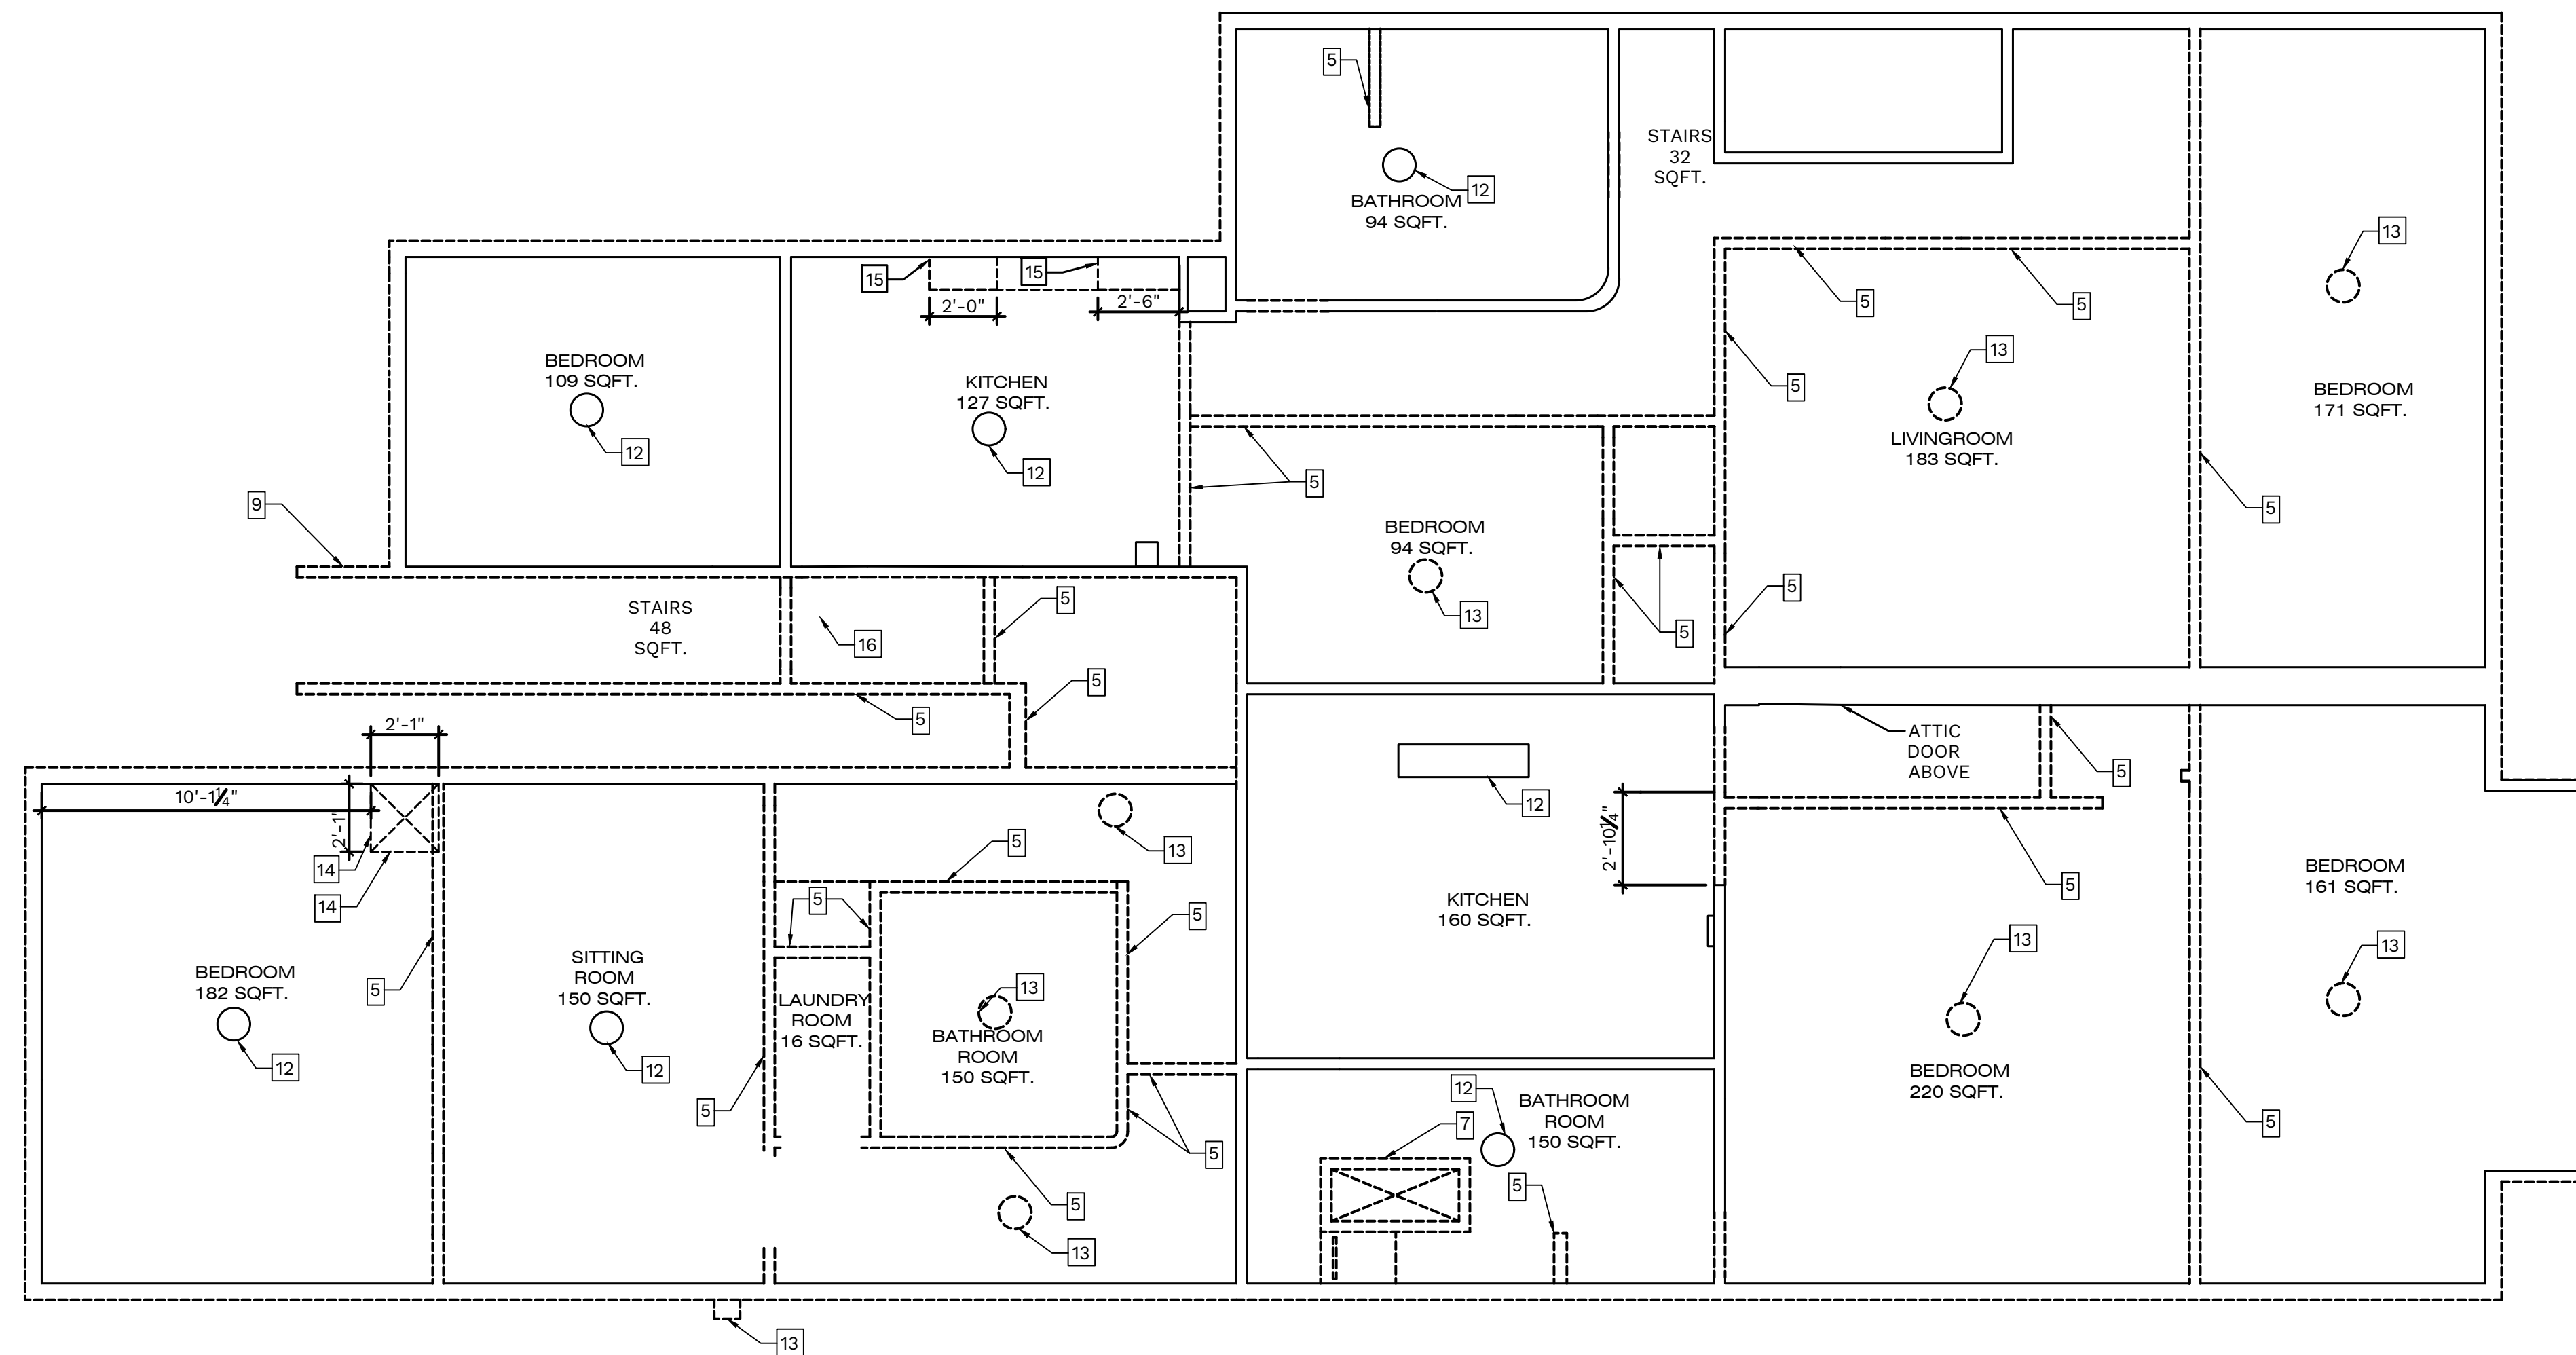 5
STAIRS
32
SQFT.
12
BATHROOM
94 SQFT.
13
15
15
2'-0"
2'-6"
5
5
13
5
BEDROOM
109 SQFT.
KITCHEN
127 SQFT.
BEDROOM
171 SQFT.
LIVINGROOM
183 SQFT.
12
12
5
9
5
BEDROOM
94 SQFT.
13
5
5
5
STAIRS
48
SQFT.
16
5
5
2'-1"
10'-1¼"
2'-1"
14
14
ATTIC
DOOR
ABOVE
5
12
2'-10¼"
13
5
5
5
5
KITCHEN
160 SQFT.
BEDROOM
161 SQFT.
13
13
BEDROOM
182 SQFT.
5
SITTING
ROOM
150 SQFT.
LAUNDRY
ROOM
16 SQFT.
13
BATHROOM
ROOM
150 SQFT.
12
12
5
12
BATHROOM
ROOM
150 SQFT.
7
5
5
BEDROOM
220 SQFT.
5
5
13
13